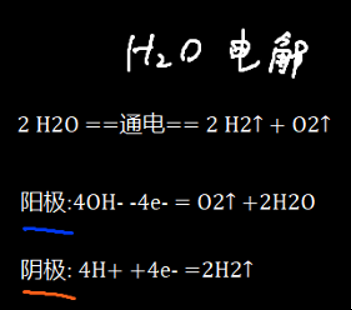 H2O 电解
2 H2O ==通电== 2 H2↑ + O2↑
阳极:4OH- -4e- = O2↑ +2H2O
阴极: 4H+ +4e- =2H2↑